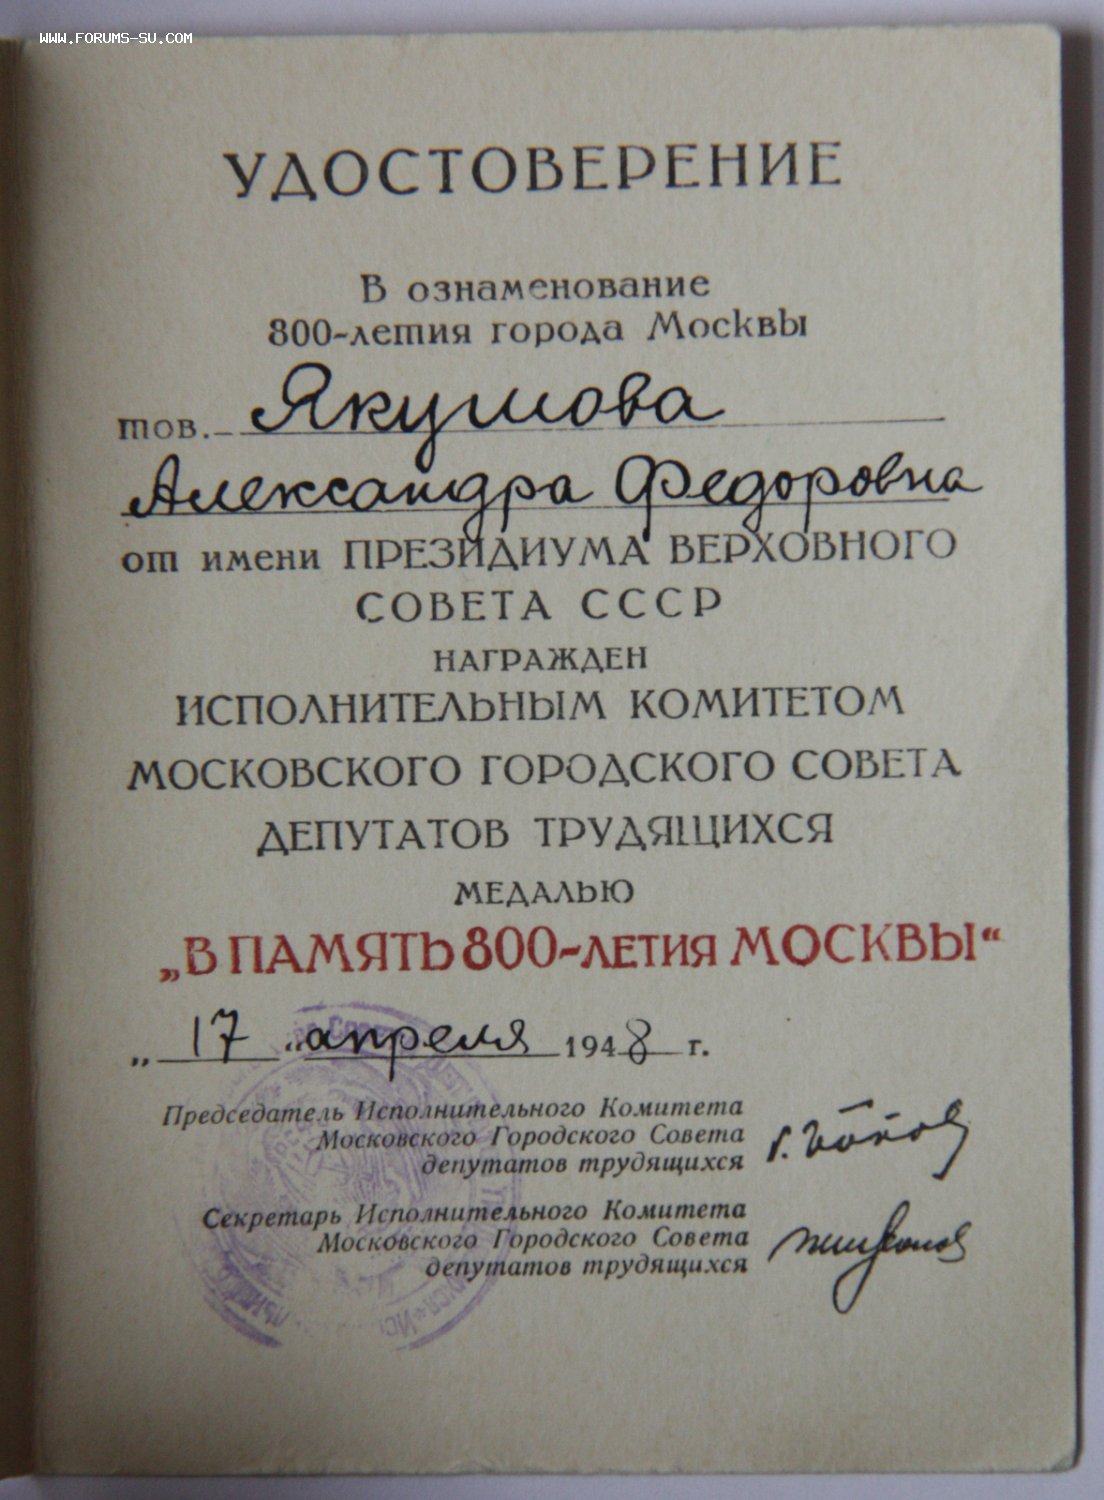 WWW.FORUMS-SU.COM
УДОСТОВЕРЕНИЕ
В ознаменование
800-летия города Москвы
тов. Якушова
Александра Федоровна
от имени ПРЕЗИДИУМА ВЕРХОВНОГО
СОВЕТА СССР
НАГРАЖДЕН
ИСПОЛНИТЕЛЬНЫМ КОМИТЕТОМ
МОСКОВСКОГО ГОРОДСКОГО СОВЕТА
ДЕПУТАТОВ ТРУДЯЩИХСЯ
МЕДАЛЬЮ
„В ПАМЯТЬ 800-ЛЕТИЯ МОСКВЫ“
„17“ апреля 1948 г.
Председатель Исполнительного Комитета
Московского Городского Совета
депутатов трудящихся
Секретарь Исполнительного Комитета
Московского Городского Совета
депутатов трудящихся